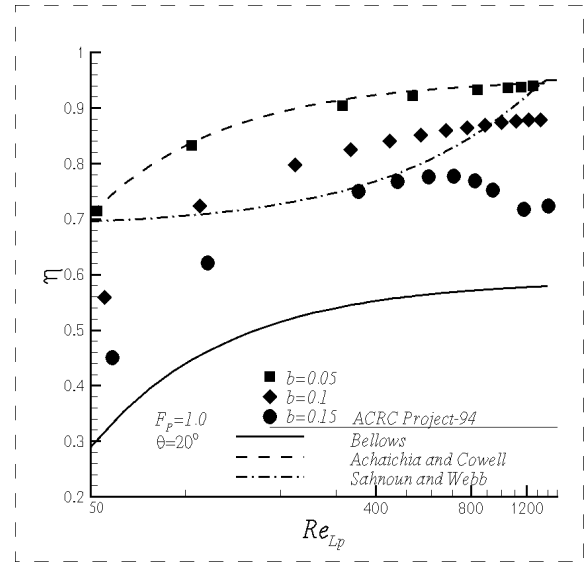 1
0.9
0.8
0.7
0.6
0.5
0.4
0.3
0.2
η
b=0.05
b=0.1
b=0.15 ACRC Project-94
F_P=1.0
θ=20°
Bellows
Achaichia and Cowell
Sahnoun and Webb
50 400 800 1200
Re_Lp